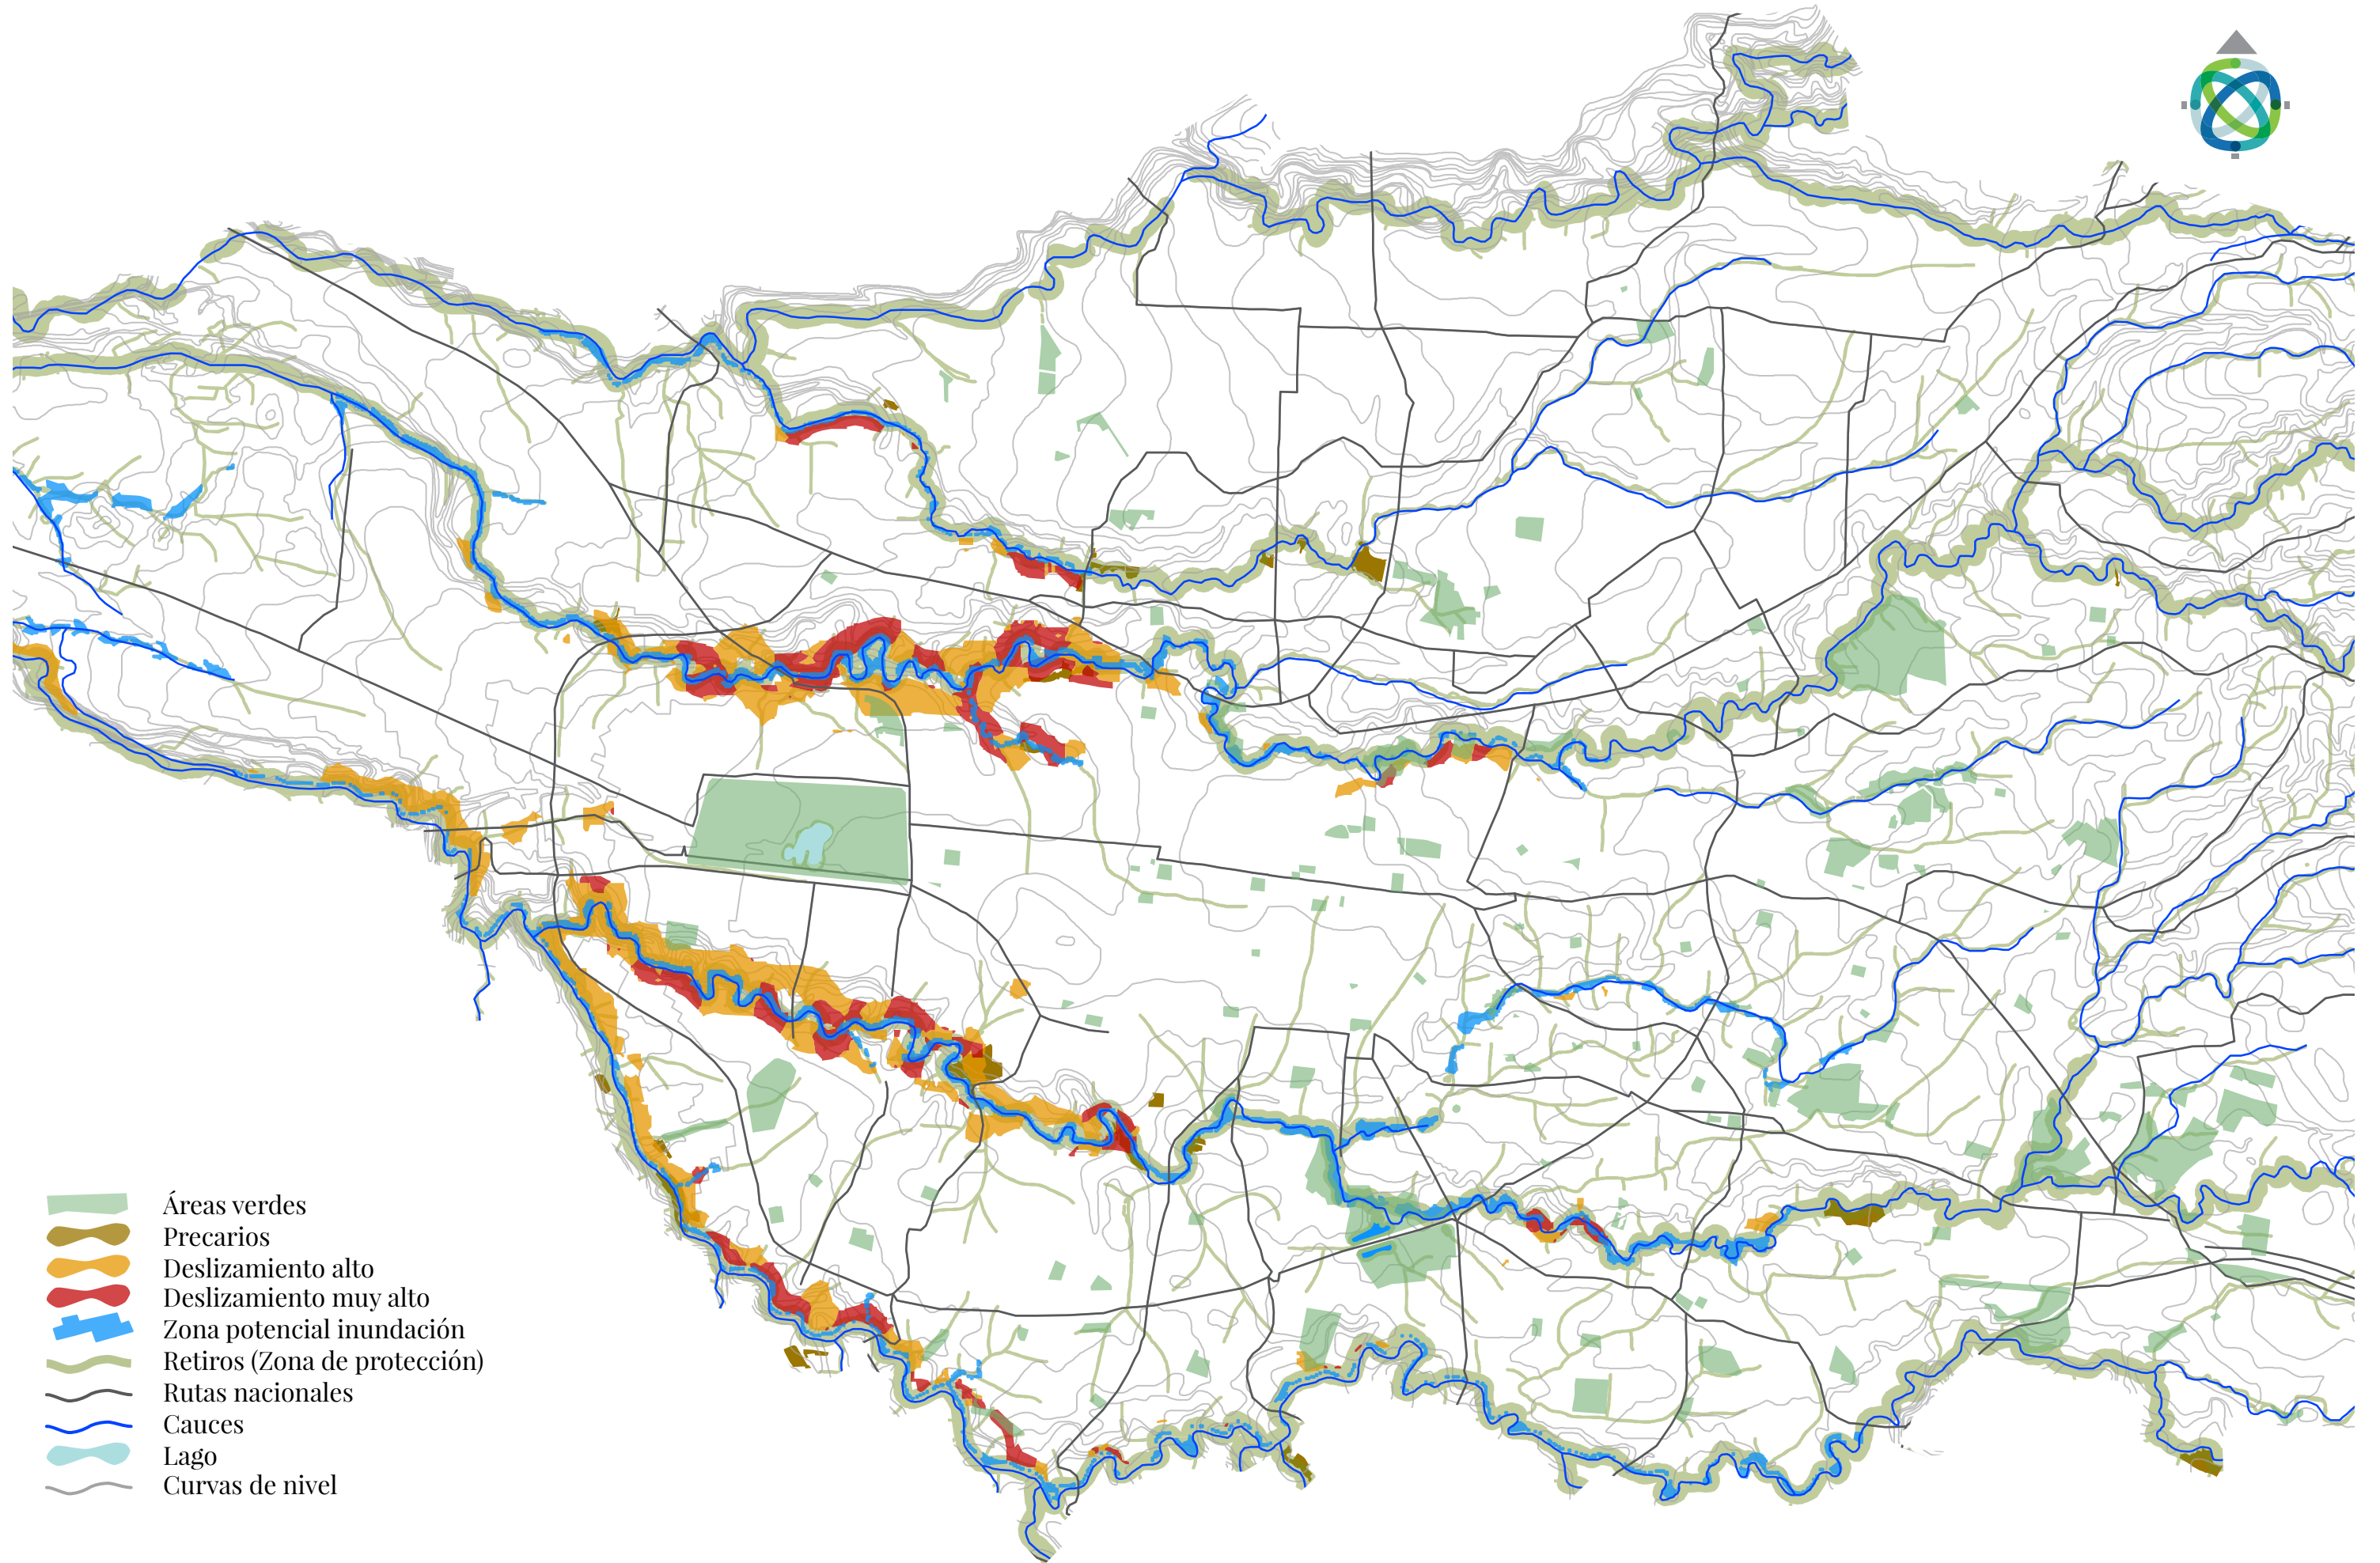 Áreas verdes
Precarios
Deslizamiento alto
Deslizamiento muy alto
Zona potencial inundación
Retiros (Zona de protección)
Rutas nacionales
Cauces
Lago
Curvas de nivel